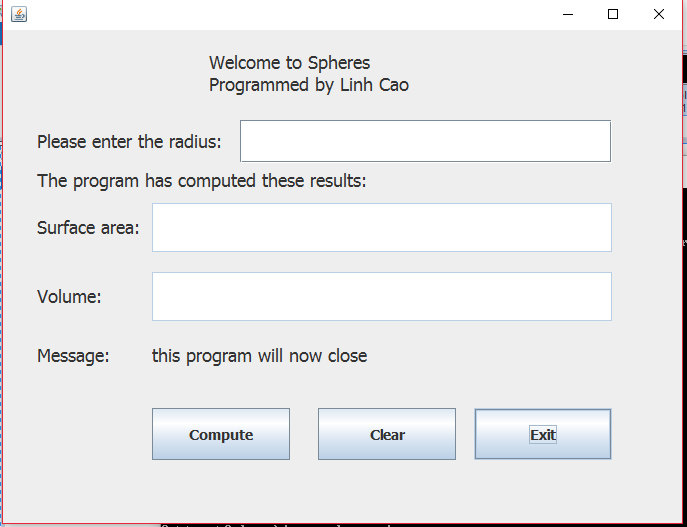 Welcome to Spheres
Programmed by Linh Cao
Please enter the radius:
The program has computed these results:
Surface area:
Volume:
Message: this program will now close
Compute Clear Exit